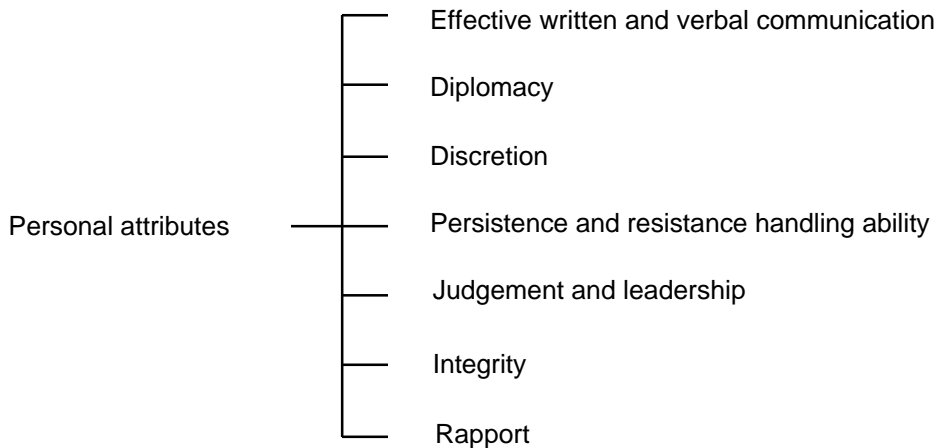 Effective written and verbal communication
Diplomacy
Discretion
Personal attributes
Persistence and resistance handling ability
Judgement and leadership
Integrity
Rapport